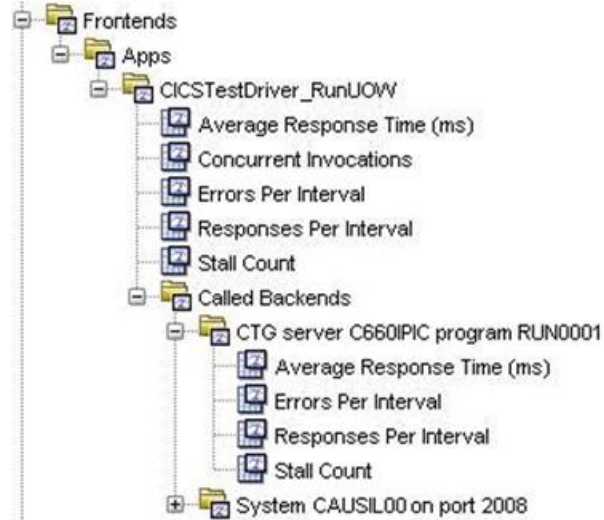 Frontends
Apps
CICSTestDriver_RunUOW
Average Response Time (ms)
Concurrent Invocations
Errors Per Interval
Responses Per Interval
Stall Count
Called Backends
CTG server C660IPIC program RUN0001
Average Response Time (ms)
Errors Per Interval
Responses Per Interval
Stall Count
System CAUSIL00 on port 2008